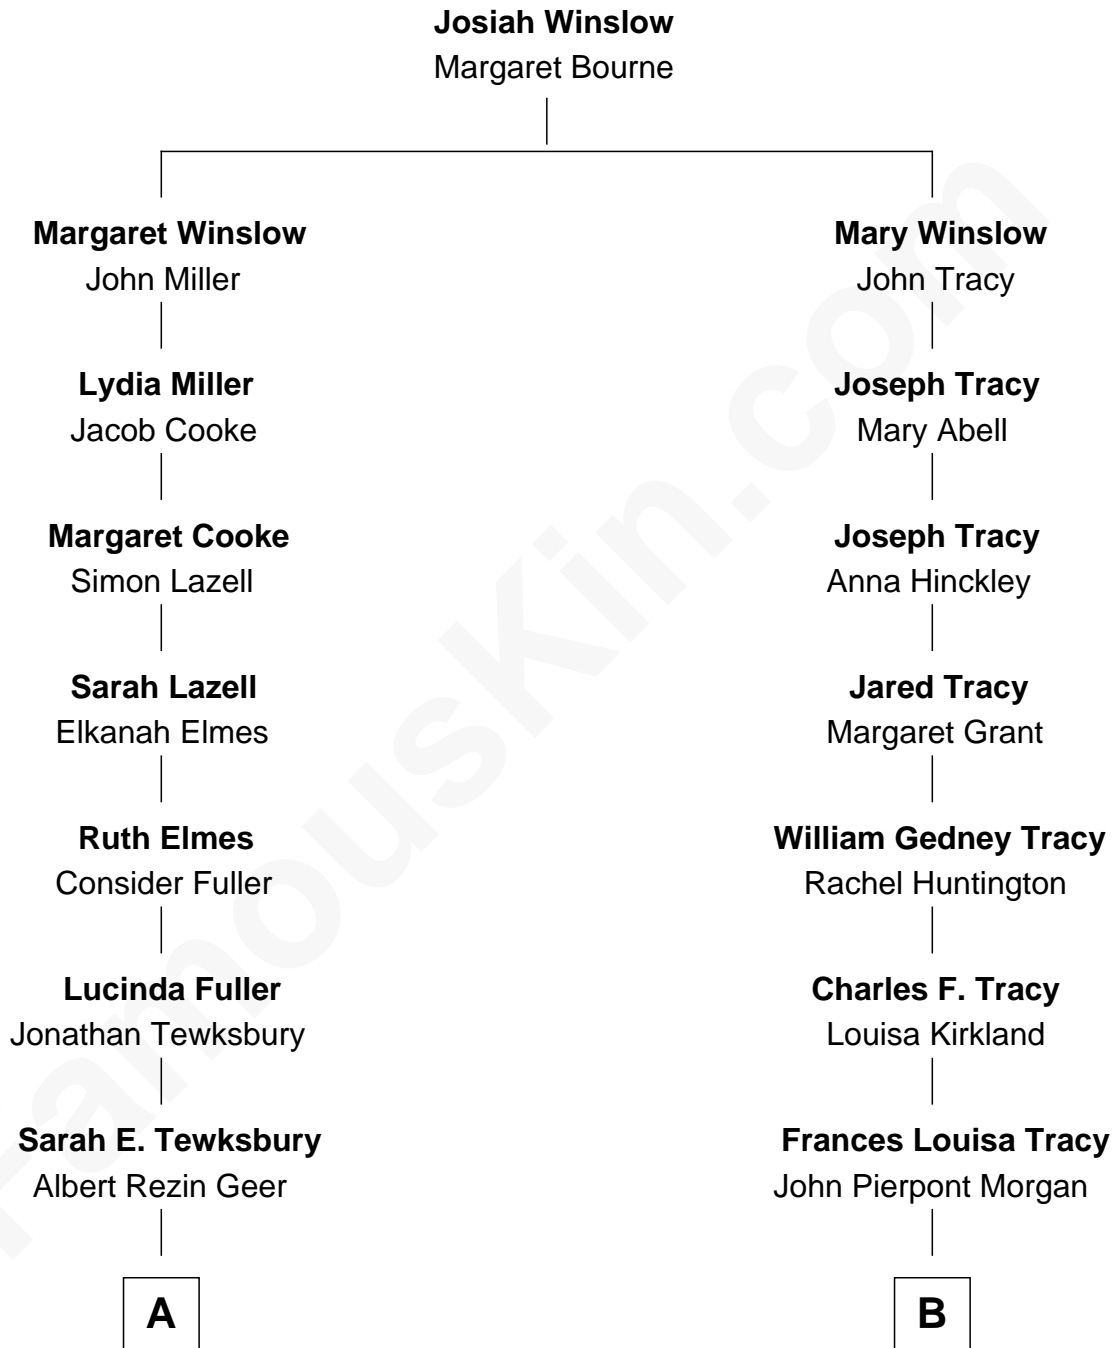 Josiah Winslow
Margaret Bourne
Margaret Winslow
John Miller
Mary Winslow
John Tracy
Lydia Miller
Jacob Cooke
Joseph Tracy
Mary Abell
Margaret Cooke
Simon Lazell
Joseph Tracy
Anna Hinckley
Sarah Lazell
Elkanah Elmes
Jared Tracy
Margaret Grant
Ruth Elmes
Consider Fuller
William Gedney Tracy
Rachel Huntington
Lucinda Fuller
Jonathan Tewksbury
Charles F. Tracy
Louisa Kirkland
Sarah E. Tewksbury
Albert Rezin Geer
Frances Louisa Tracy
John Pierpont Morgan
A
B
FamousKin.com